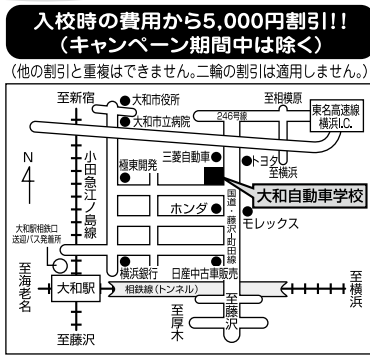 入校時の費用から5,000円割引!!
(キャンペーン期間中は除く)
(他の割引と重複はできません。二輪の割引は適用しません。)
至新宿
大和市役所
至相模原
東名高速線
横浜I.C.
大和市立病院
246号線
N
小田急江ノ島線
三菱自動車
トヨタ
至横浜
極東開発
大和自動車学校
ホンダ
国道・藤沢―町田線
モレックス
大和駅相鉄口
送迎バス発着所
横浜銀行
日産中古車販売
至海老名
大和駅
相鉄線(トンネル)
至横浜
至藤沢
至厚木
至藤沢